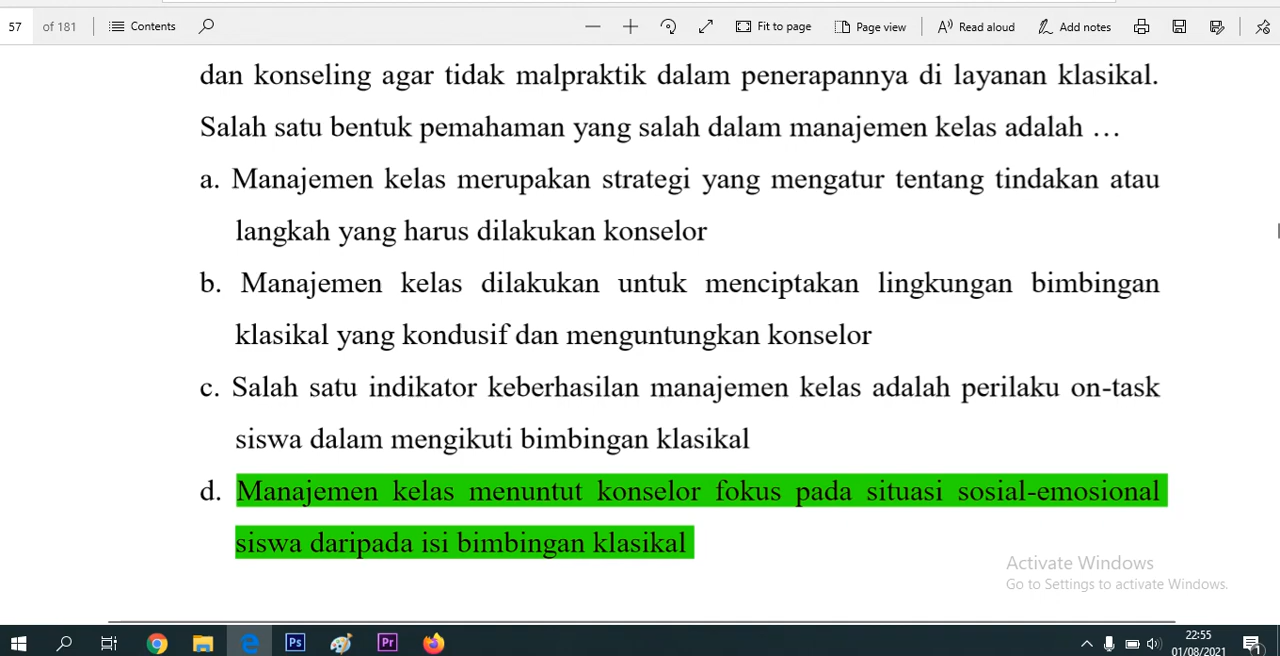 57 of 181 Contents Fit to page Page view Read aloud Add notes
dan konseling agar tidak malpraktik dalam penerapannya di layanan klasikal.
Salah satu bentuk pemahaman yang salah dalam manajemen kelas adalah …
a. Manajemen kelas merupakan strategi yang mengatur tentang tindakan atau
langkah yang harus dilakukan konselor
b. Manajemen kelas dilakukan untuk menciptakan lingkungan bimbingan
klasikal yang kondusif dan menguntungkan konselor
c. Salah satu indikator keberhasilan manajemen kelas adalah perilaku on-task
siswa dalam mengikuti bimbingan klasikal
d. Manajemen kelas menuntut konselor fokus pada situasi sosial-emosional
siswa daripada isi bimbingan klasikal
Activate Windows
Go to Settings to activate Windows.
Ps Pr 22:55
01/08/2021 1